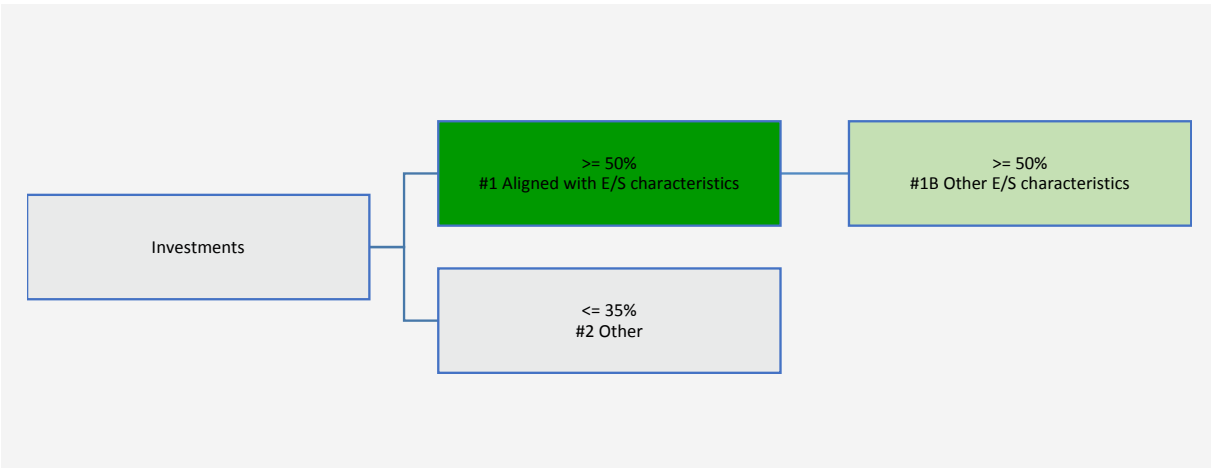 Investments
>= 50%
#1 Aligned with E/S characteristics
>= 50%
#1B Other E/S characteristics
<= 35%
#2 Other